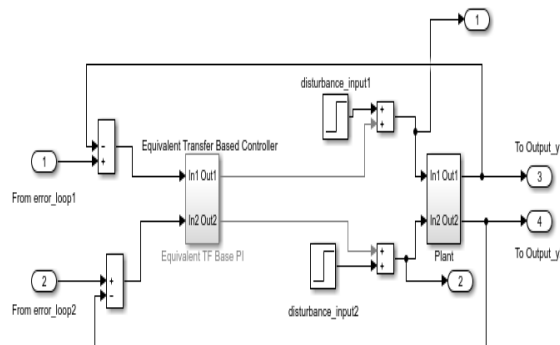 1
disturbance_input1
Equivalent Transfer Based Controller
To Output_y
1
In1 Out1
In1 Out1
3
From error_loop1
In2 Out2
In2 Out2
4
Equivalent TF Base PI
Plant
To Output_y
2
2
From error_loop2
disturbance_input2